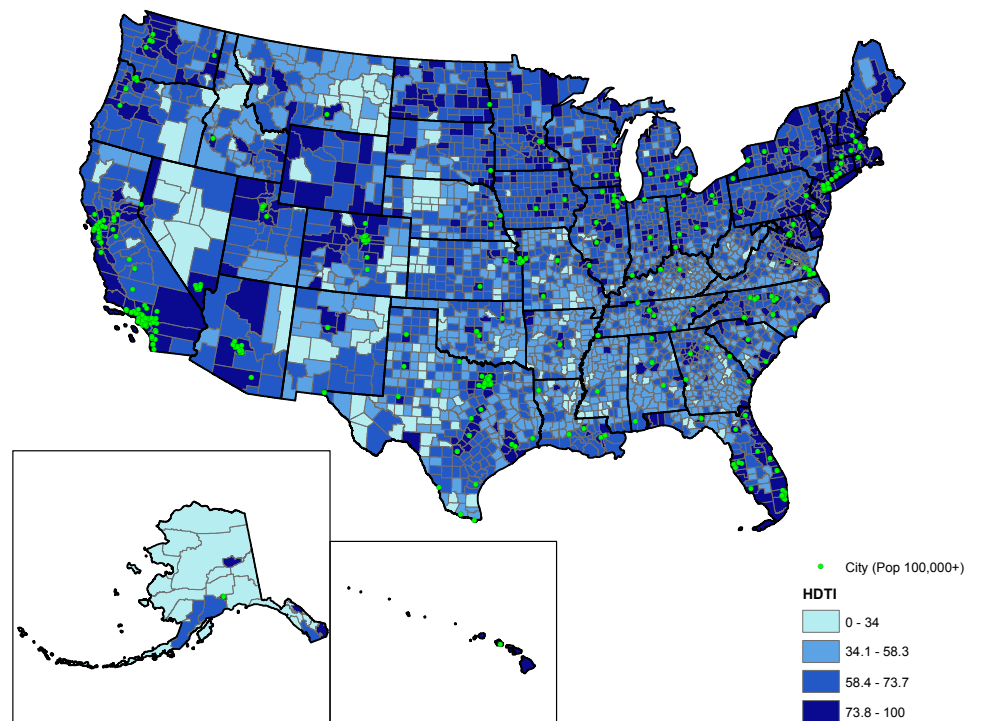 City (Pop 100,000+)
HDTI
0 - 34
34.1 - 58.3
58.4 - 73.7
73.8 - 100